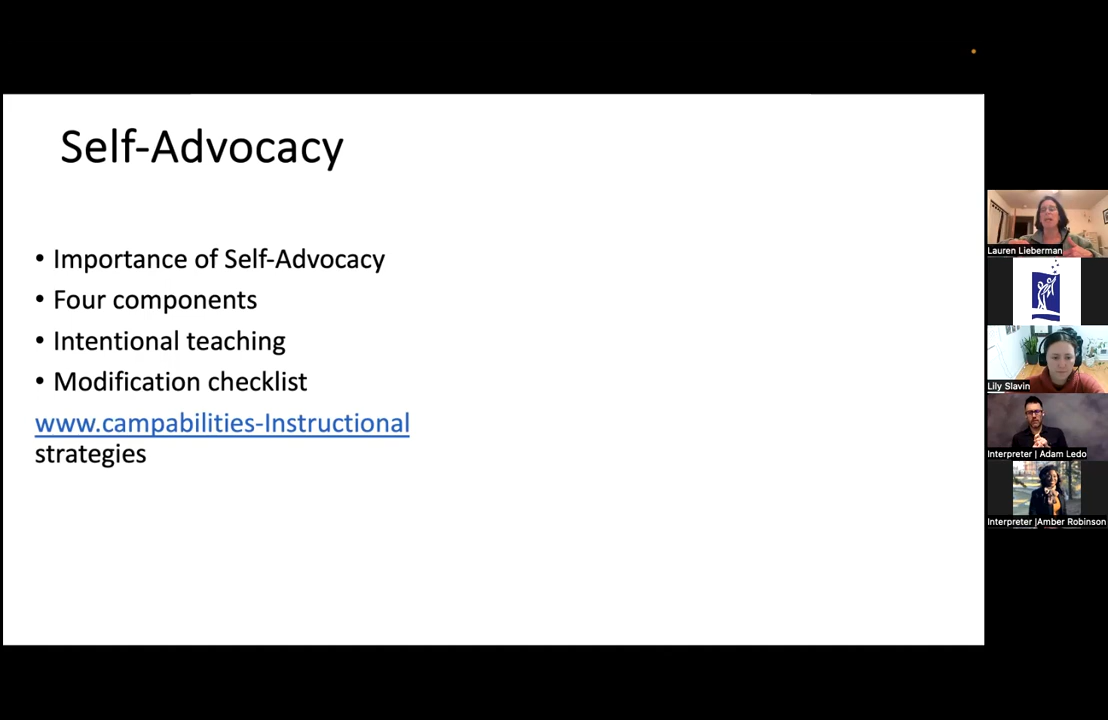 Self-Advocacy
• Importance of Self-Advocacy
• Four components
• Intentional teaching
• Modification checklist
www.campabilities-Instructional
strategies
Lauren Lieberman
Lily Slavin
Interpreter | Adam Ledo
Interpreter |Amber Robinson